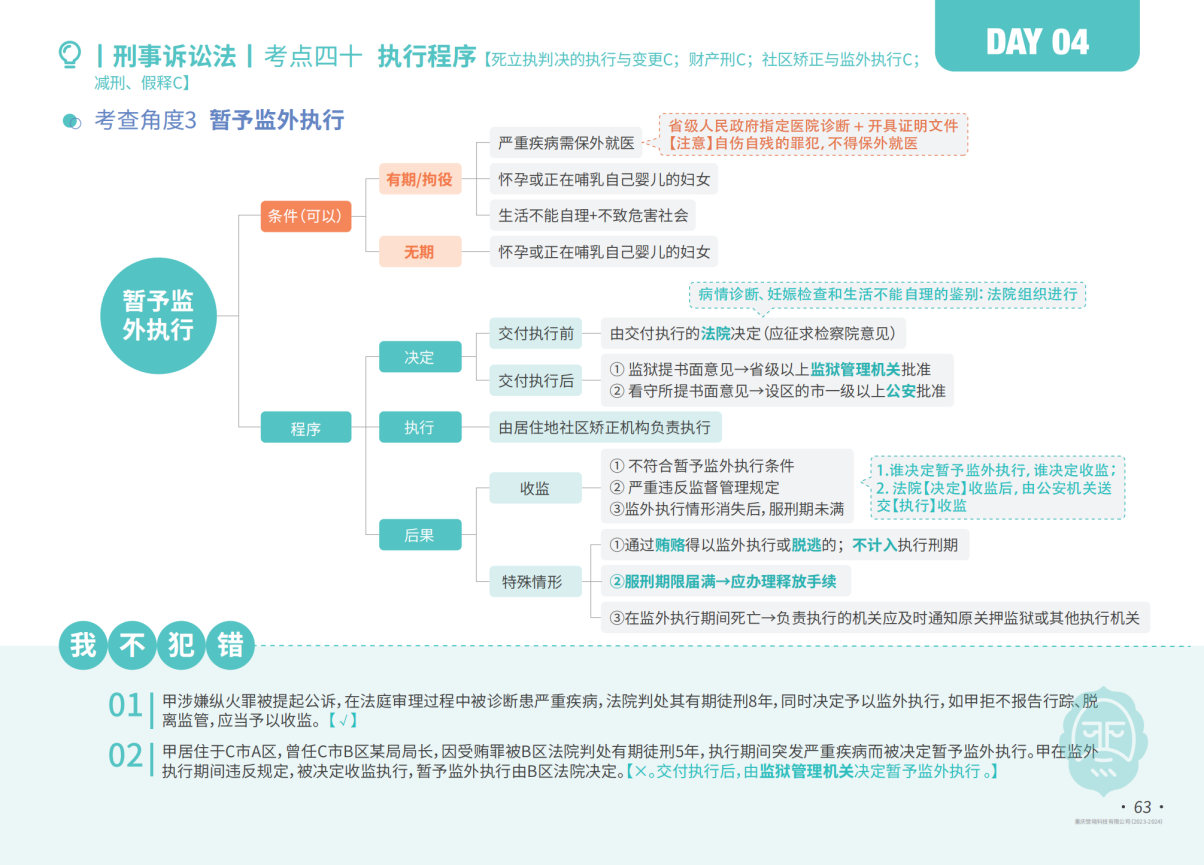 DAY 04
|刑事诉讼法|考点四十 执行程序【死立执判决的执行与变更C；财产刑C；社区矫正与监外执行C；
减刑、假释C】
考查角度3 暂予监外执行
暂予监
外执行
条件（可以）
有期/拘役
严重疾病需保外就医
省级人民政府指定医院诊断＋开具证明文件
【注意】自伤自残的罪犯，不得保外就医
怀孕或正在哺乳自己婴儿的妇女
生活不能自理+不致危害社会
无期
怀孕或正在哺乳自己婴儿的妇女
程序
决定
病情诊断、妊娠检查和生活不能自理的鉴别：法院组织进行
交付执行前
由交付执行的法院决定（应征求检察院意见）
交付执行后
① 监狱提书面意见→省级以上监狱管理机关批准
② 看守所提书面意见→设区的市一级以上公安批准
执行
由居住地社区矫正机构负责执行
后果
收监
① 不符合暂予监外执行条件
② 严重违反监督管理规定
③监外执行情形消失后，服刑期未满
1.谁决定暂予监外执行，谁决定收监；
2. 法院【决定】收监后，由公安机关送
交【执行】收监
特殊情形
①通过贿赂得以监外执行或脱逃的；不计入执行刑期
②服刑期限届满→应办理释放手续
③在监外执行期间死亡→负责执行的机关应及时通知原关押监狱或其他执行机关
我不犯错
01 甲涉嫌纵火罪被提起公诉，在法庭审理过程中被诊断患严重疾病，法院判处其有期徒刑8年，同时决定予以监外执行，如甲拒不报告行踪、脱
离监管，应当予以收监。【√】
02 甲居住于C市A区，曾任C市B区某局局长，因受贿罪被B区法院判处有期徒刑5年，执行期间突发严重疾病而被决定暂予监外执行。甲在监外
执行期间违反规定，被决定收监执行，暂予监外执行由B区法院决定。【×。交付执行后，由监狱管理机关决定暂予监外执行。】
• 63 •